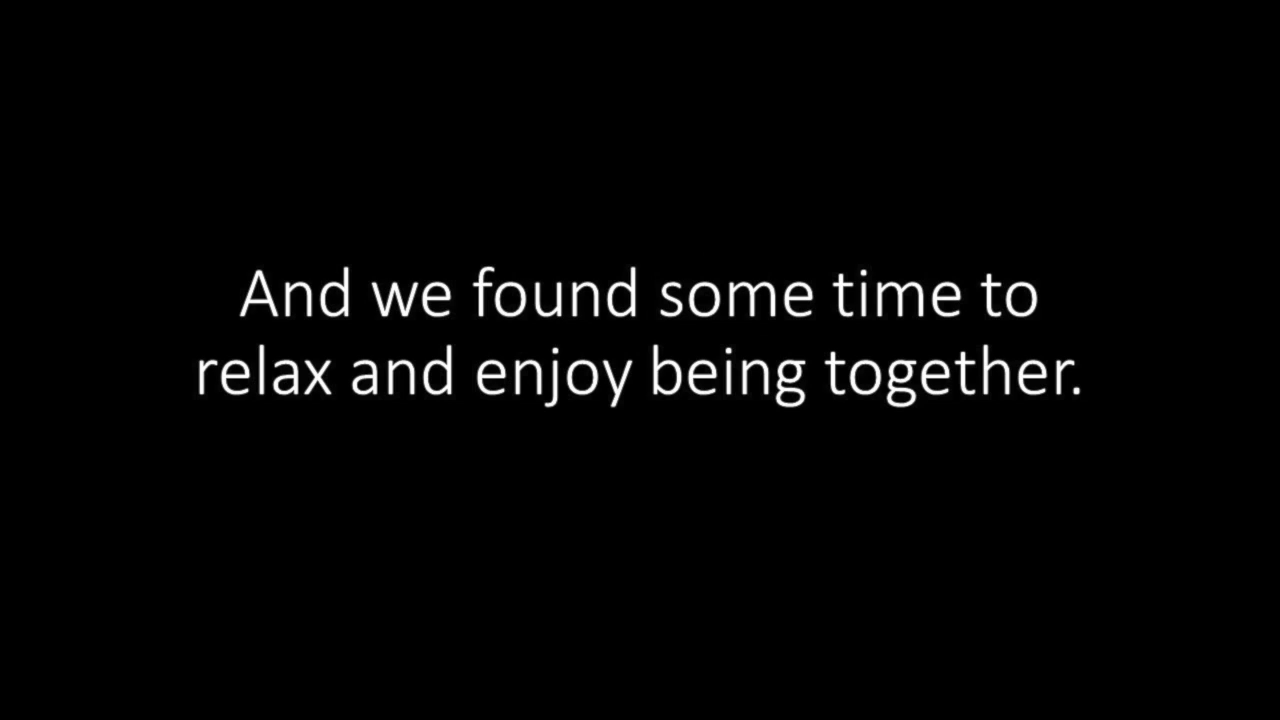 And we found some time to
relax and enjoy being together.